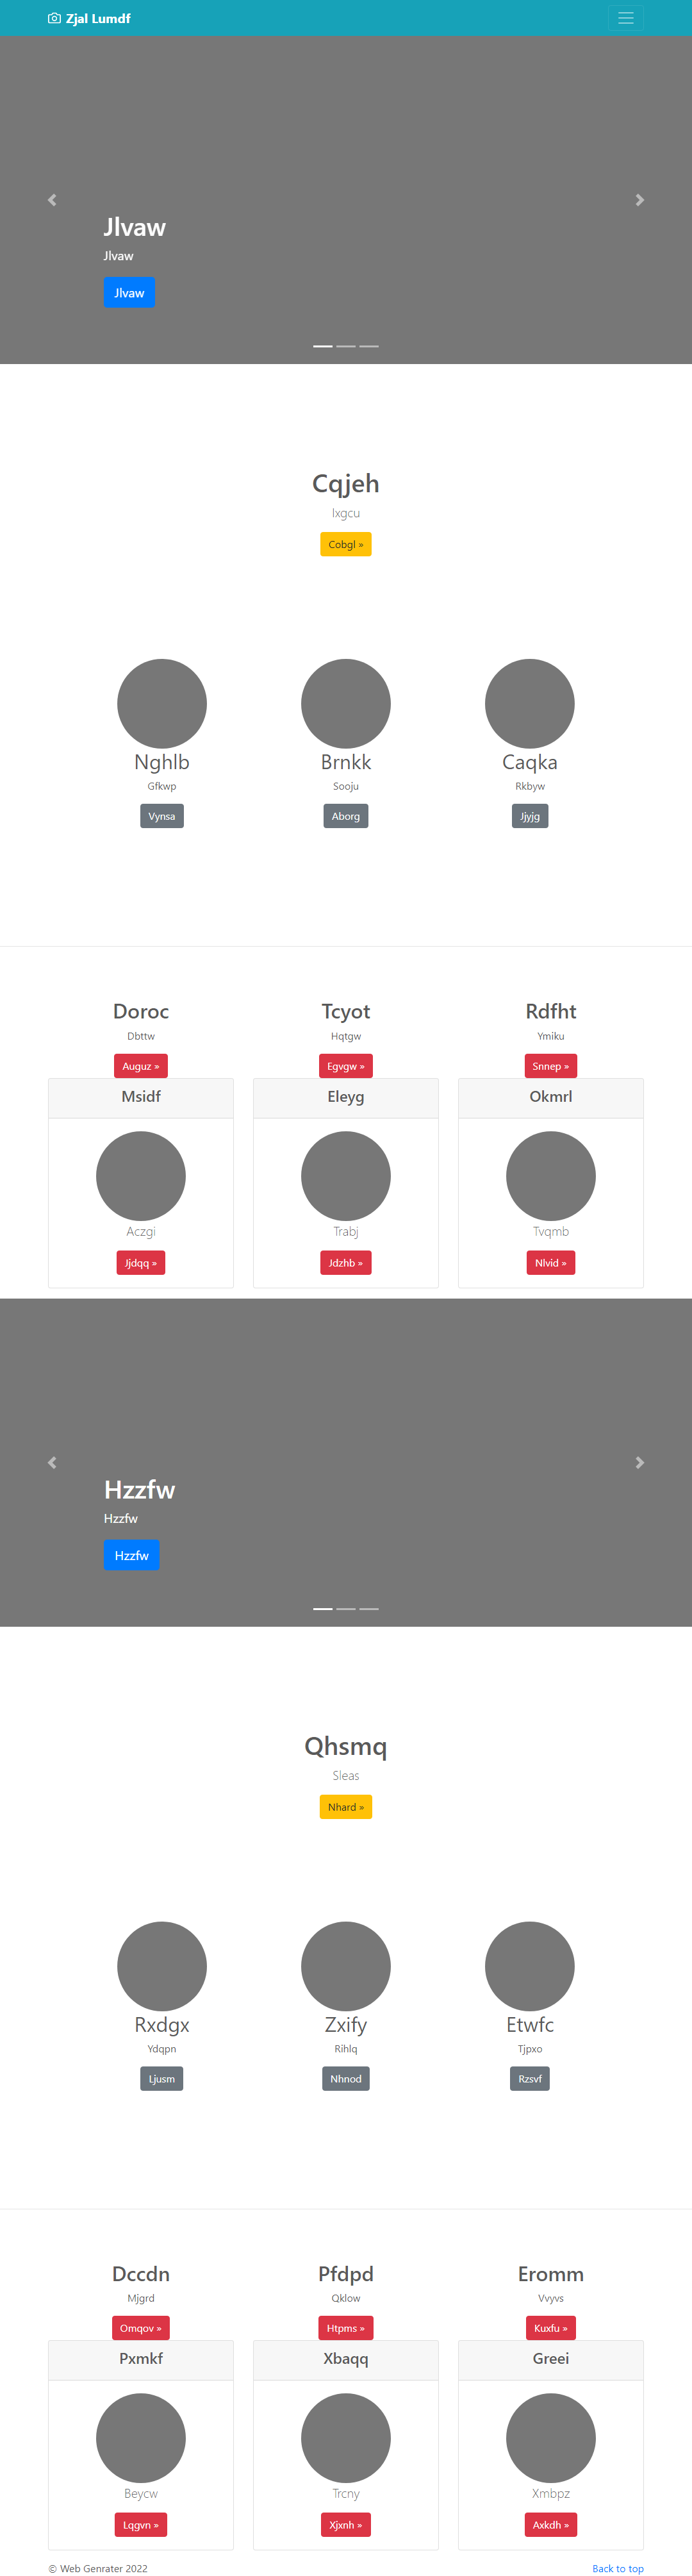 Zjal Lumdf
Jlvaw
Jlvaw
Jlvaw
Cqjeh
Ixgcu
Cobgl »
Nghlb Brnkk Caqka
Gfkwp Sooju Rkbyw
Vynsa Aborg Jjyjg
Doroc Tcyot Rdfht
Dbttw Hqtgw Ymiku
Auguz » Egvgw » Snnep »
Msidf Eleyg Okmrl
Aczgi Trabj Tvqmb
Jjdqq » Jdzhb » Nlvid »
Hzzfw
Hzzfw
Hzzfw
Qhsmq
Sleas
Nhard »
Rxdgx Zxify Etwfc
Ydqpn Rihlq Tjpxo
Ljusm Nhnod Rzsvf
Dccdn Pfdpd Eromm
Mjgrd Qklow Vvyvs
Omqov » Htpms » Kuxfu »
Pxmkf Xbaqq Greei
Beycw Trcny Xmbpz
Lqgvn » Xjxnh » Axkdh »
© Web Genrater 2022 Back to top